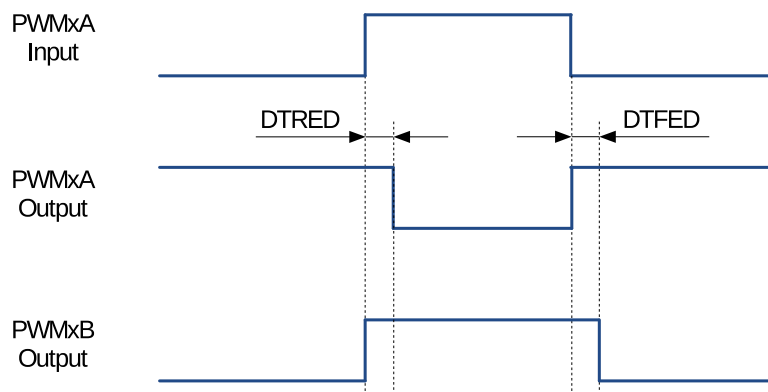 PWMxA
Input
DTRED
DTFED
PWMxA
Output
PWMxB
Output